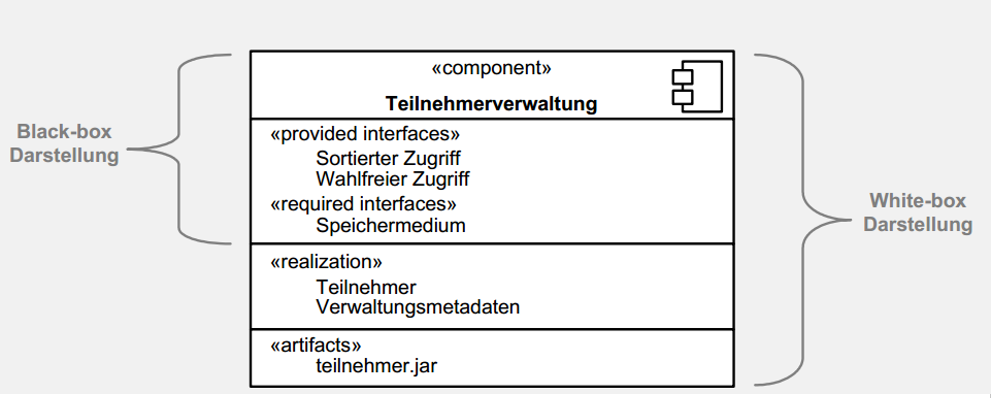 «component»
Teilnehmerverwaltung
«provided interfaces»
Sortierter Zugriff
Wahlfreier Zugriff
«required interfaces»
Speichermedium
«realization»
Teilnehmer
Verwaltungsmetadaten
«artifacts»
teilnehmer.jar
Black-box
Darstellung
White-box
Darstellung